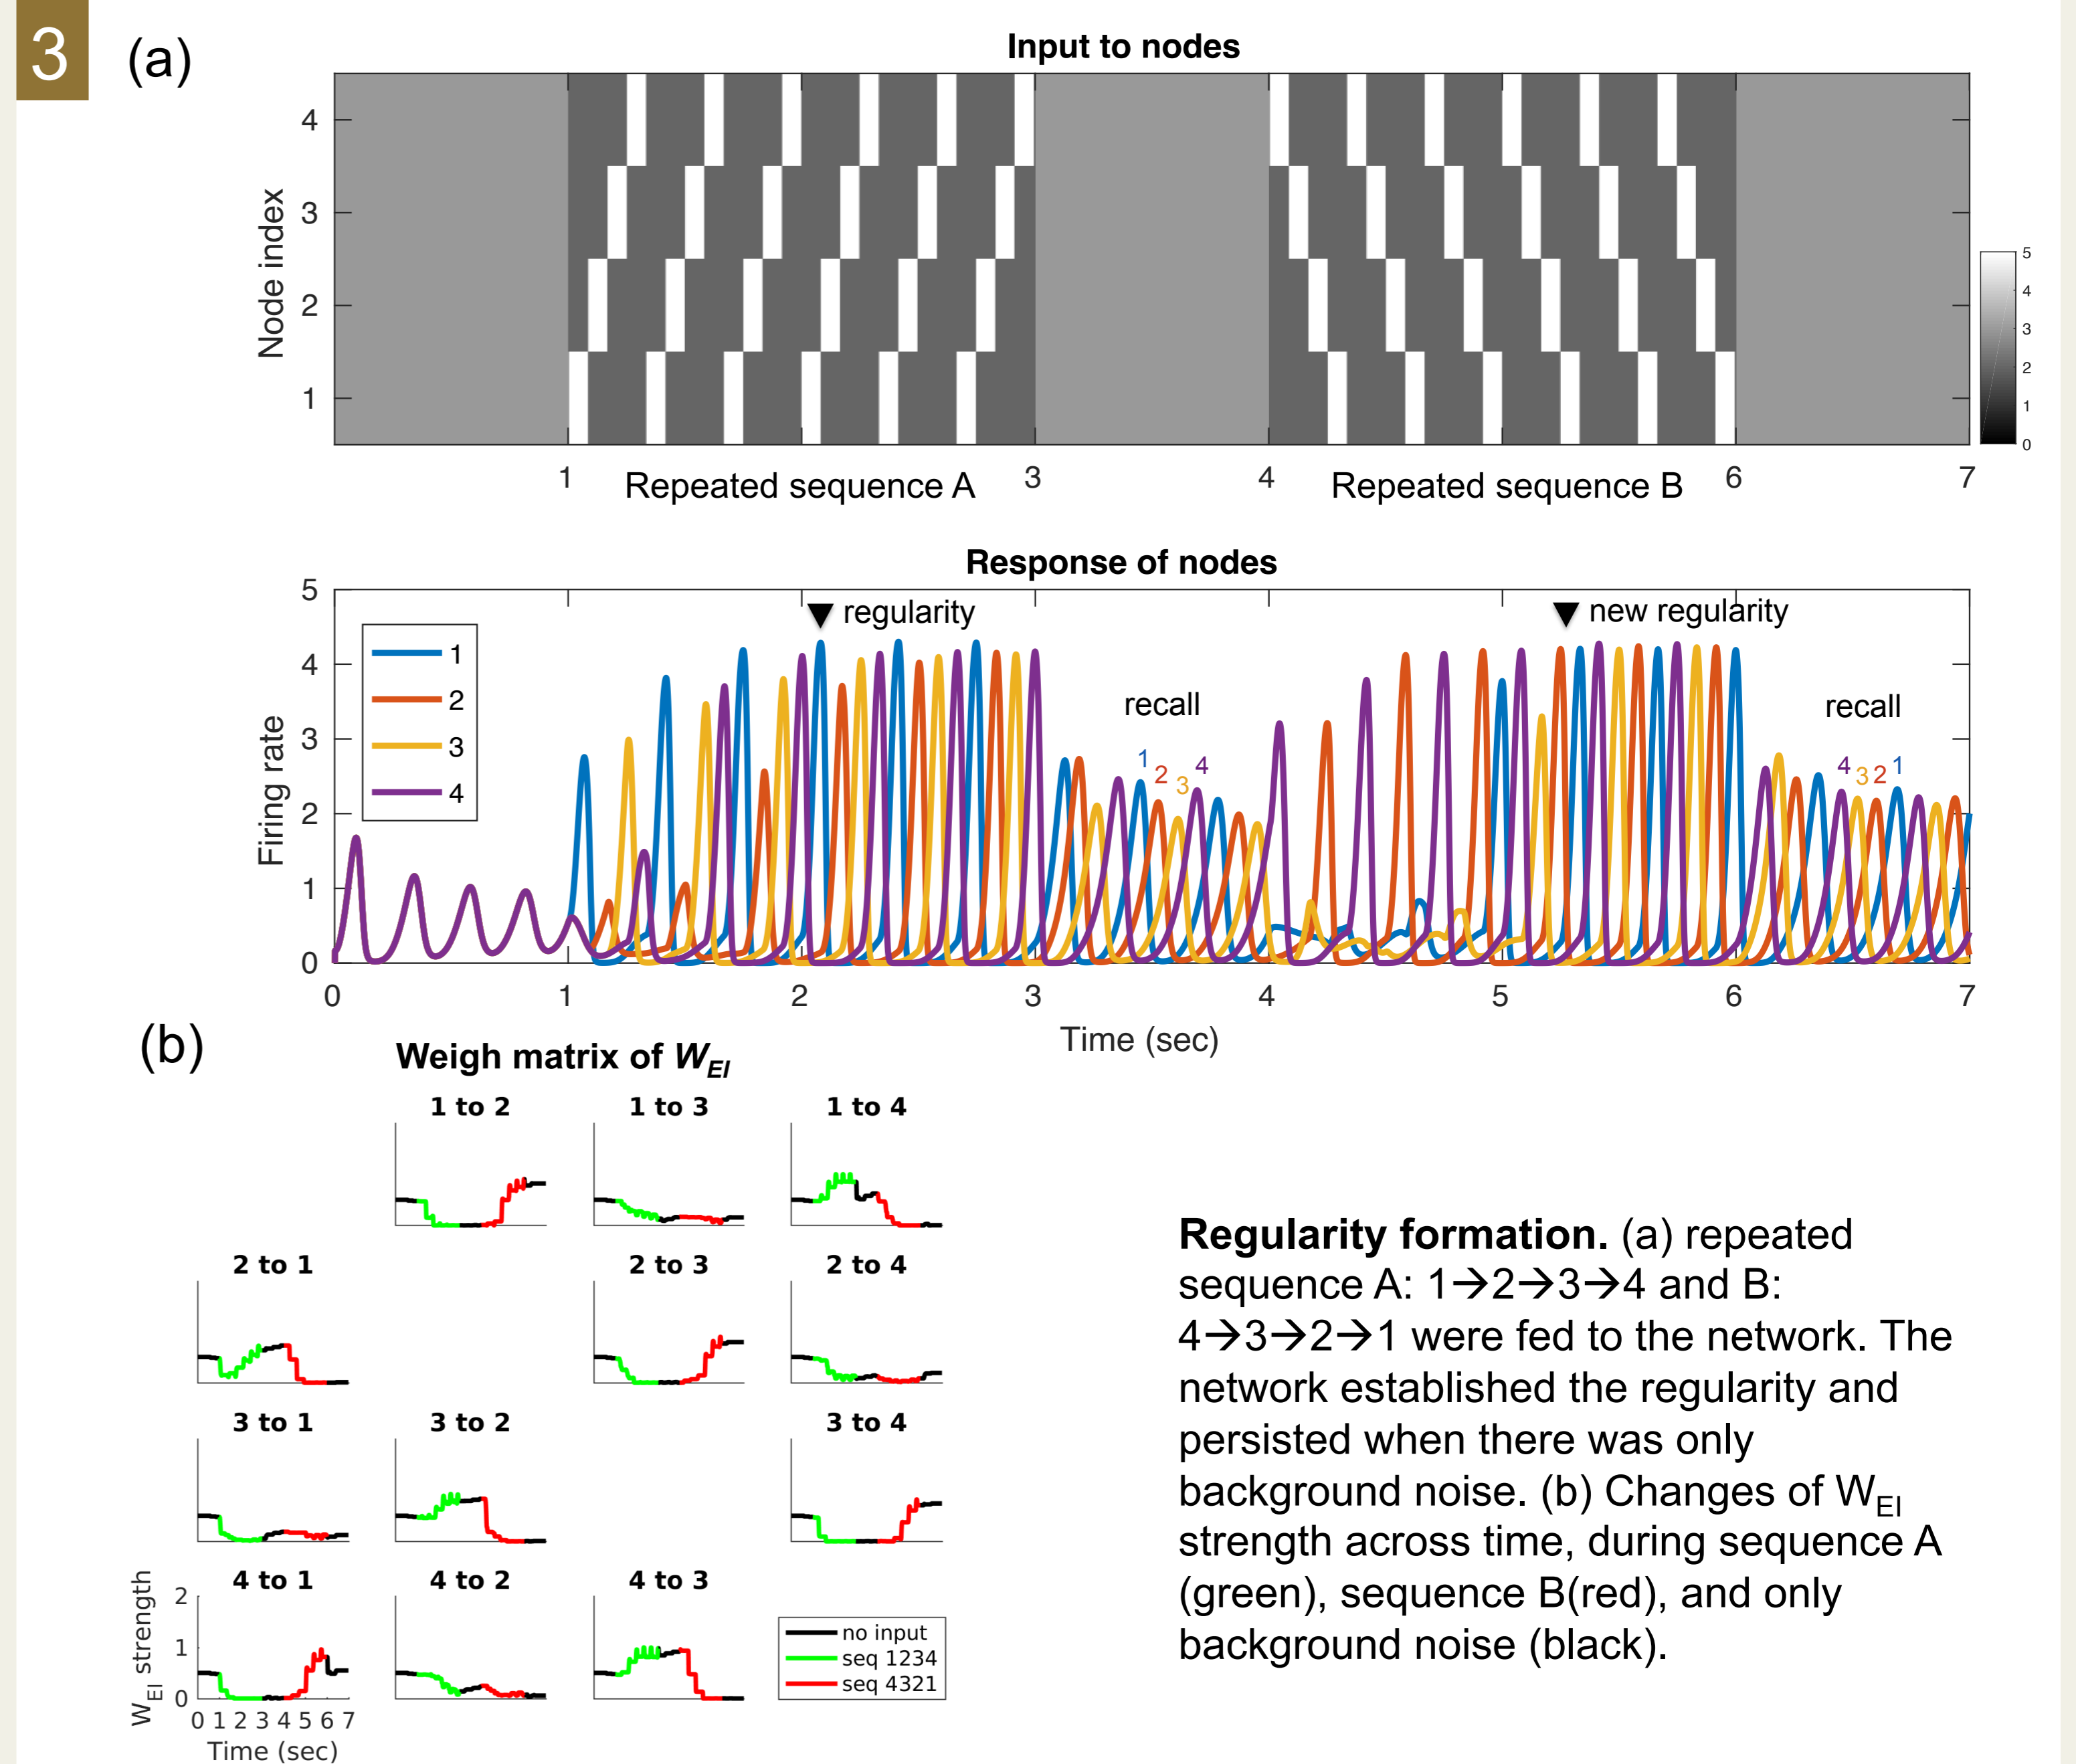 3
(a)
Input to nodes
Node index
4
3
2
1
5
4
3
2
1
0
1
Repeated sequence A
3
4
Repeated sequence B
6
7
Response of nodes
Firing rate
5
4
3
2
1
0
1
2
3
4
▼ regularity
recall
1
2
3
4
▼ new regularity
recall
4 3 2 1
0 1 2 3 4 5 6 7
Time (sec)
(b)
Weigh matrix of W_EI
1 to 2
1 to 3
1 to 4
2 to 1
2 to 3
2 to 4
3 to 1
3 to 2
3 to 4
4 to 1
4 to 2
4 to 3
W_EI strength
2
1
0
0 1 2 3 4 5 6 7
Time (sec)
no input
seq 1234
seq 4321
Regularity formation. (a) repeated
sequence A: 1→2→3→4 and B:
4→3→2→1 were fed to the network. The
network established the regularity and
persisted when there was only
background noise. (b) Changes of W_EI
strength across time, during sequence A
(green), sequence B(red), and only
background noise (black).